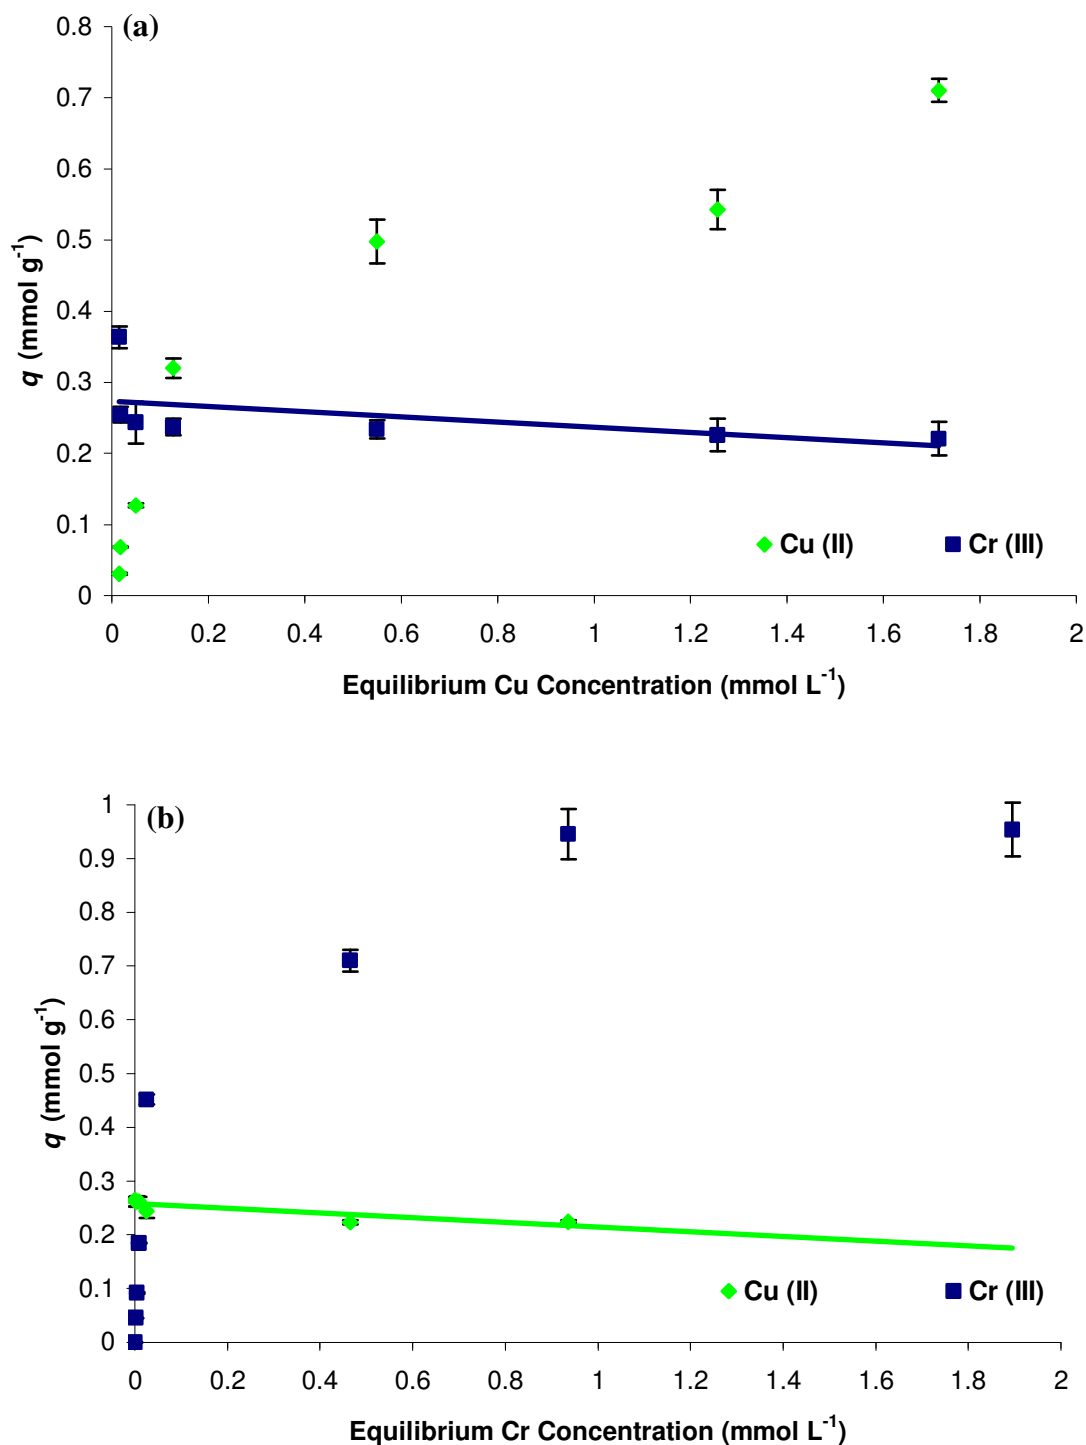 (a)
0.8
0.7
0.6
0.5
0.4
0.3
0.2
0.1
0
q (mmol g-1)
Cu (II)
Cr (III)
0 0.2 0.4 0.6 0.8 1 1.2 1.4 1.6 1.8 2
Equilibrium Cu Concentration (mmol L-1)
(b)
1
0.9
0.8
0.7
0.6
0.5
0.4
0.3
0.2
0.1
0
q (mmol g-1)
Cu (II)
Cr (III)
0 0.2 0.4 0.6 0.8 1 1.2 1.4 1.6 1.8 2
Equilibrium Cr Concentration (mmol L-1)